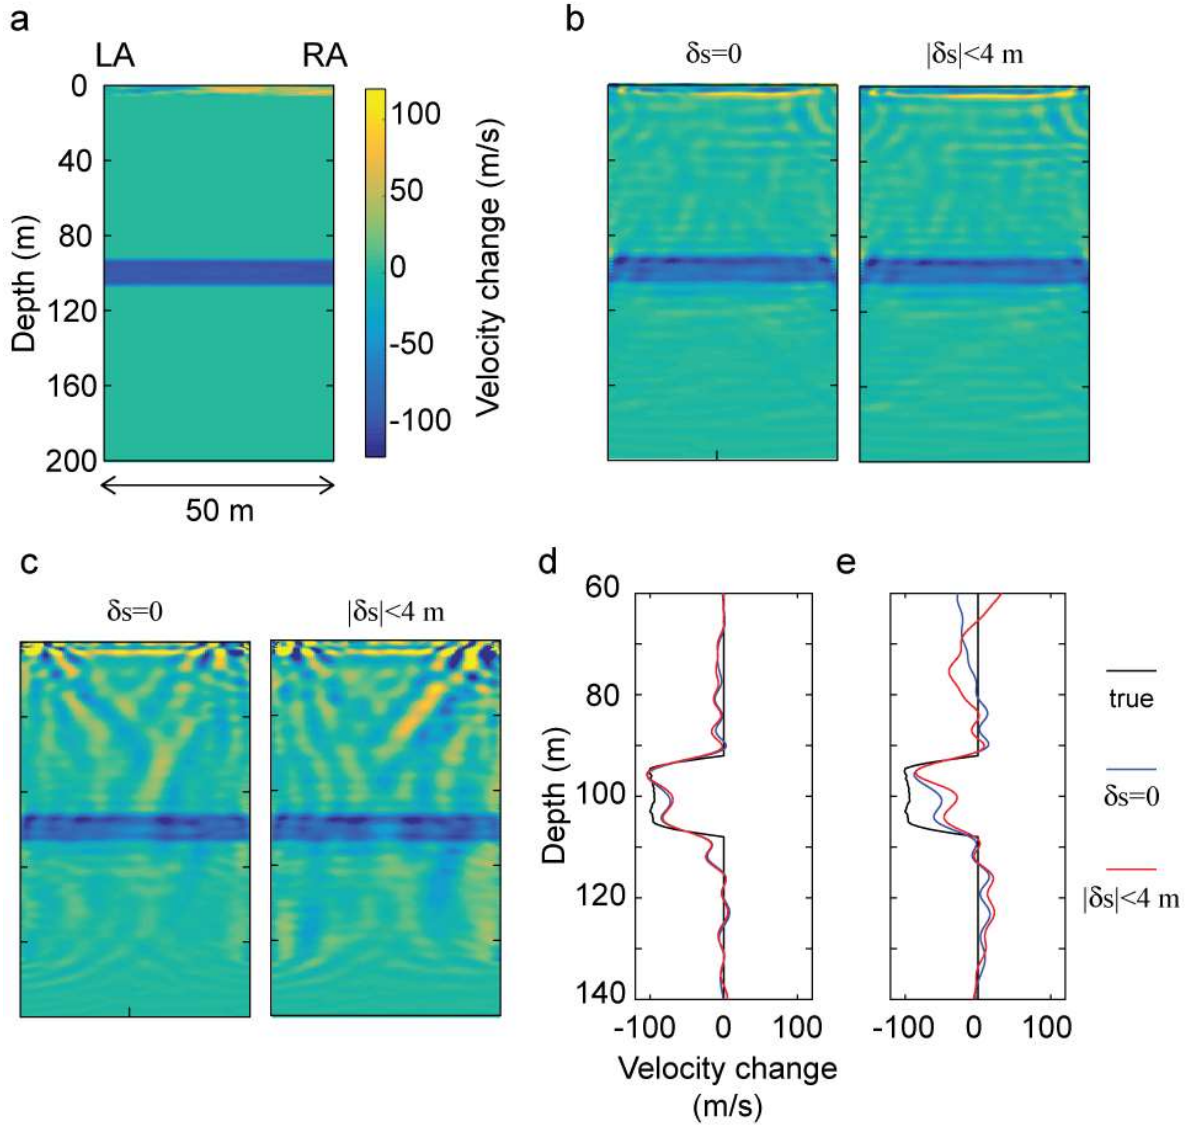 a
LA RA
0
40
80
120
160
200
Depth (m)
50 m
100
50
0
-50
-100
Velocity change (m/s)
b
δs=0 |δs|<4 m
c
δs=0 |δs|<4 m
d
60
80
100
120
140
Depth (m)
-100 0 100
e
-100 0 100
Velocity change
(m/s)
true
δs=0
|δs|<4 m